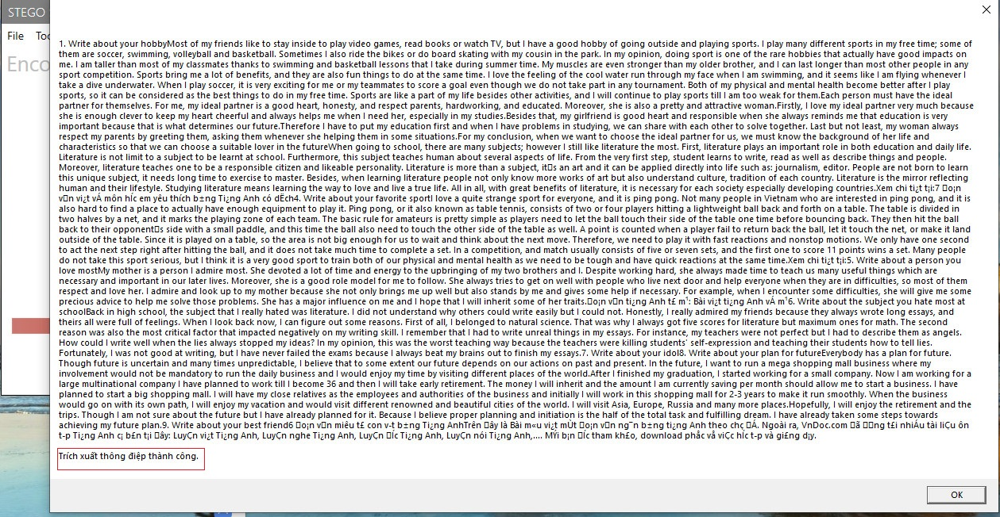 STEGO
File Too
Enco
1. Write about your hobbyMost of my friends like to stay inside to play video games, read books or watch TV, but I have a good hobby of going outside and playing sports. I play many different sports in my free time; some of
them are soccer, swimming, volleyball and basketball. Sometimes I also ride the bikes or do board skating with my cousin in the park. In my opinion, doing sport is one of the rare hobbies that actually have good impacts on
me. I am taller than most of my classmates thanks to swimming and basketball lessons that I take during summer time. My muscles are even stronger than my older brother, and I can last longer than most other people in any
sport competition. Sports bring me a lot of benefits, and they are also fun things to do at the same time. I love the feeling of the cool water run through my face when I am swimming, and it seems like I am flying whenever I
take a dive underwater. When I play soccer, it is very exciting for me or my teammates to score a goal even though we do not take part in any tournament. Both of my physical and mental health become better after I play
sports, so it can be considered as the best things to do in my free time. Sports are like a part of my life besides other activities, and I will continue to play sports till I am too weak for them.Each person must have the ideal
partner for themselves. For me, my ideal partner is a good heart, honesty, and respect parents, hardworking, and educated. Moreover, she is also a pretty and attractive woman.Firstly, I love my ideal partner very much because
she is enough clever to keep my heart cheerful and always helps me when I need her, especially in my studies.Besides that, my girlfriend is good heart and responsible when she always reminds me that education is very
important because that is what determines our future.Therefore I have to put my education first and when I have problems in studying, we can share with each other to solve together. Last but not least, my woman always
respect my parents by greeting them, asking them whenever she helping them in some situations.For my conclusion, when we want to choose the ideal partner for us, we must know the background of her life and
characteristics so that we can choose a suitable lover in the futureWhen going to school, there are many subjects; however I still like literature the most. First, literature plays an important role in both education and daily life.
Literature is not limit to a subject to be learnt at school. Furthermore, this subject teaches human about several aspects of life. From the very first step, student learns to write, read as well as describe things and people.
Moreover, literature teaches one to be a responsible citizen and likeable personality. Literature is more than a subject, it□s an art and it can be applied directly into life such as: journalism, editor. People are not born to learn
this unique subject, it needs long time to exercise to master. Besides, when learning literature people not only know more works of art but also understand culture, tradition of each country. Literature is the mirror reflecting
human and their lifestyle. Studying literature means learning the way to love and live a true life. All in all, with great benefits of literature, it is necessary for each society especially developing countries.Xem chi ti¿t t¡i:7 □o¡n
v□n vi¿t vÁ môn hÍc em yêu thích b±ng Ti¿ng Anh có dËch4. Write about your favorite sportI love a quite strange sport for everyone, and it is ping pong. Not many people in Vietnam who are interested in ping pong, and it is
also hard to find a place to actually have enough equipment to play it. Ping pong, or it also known as table tennis, consists of two or four players hitting a lightweight ball back and forth on a table. The table is divided in
two halves by a net, and it marks the playing zone of each team. The basic rule for amateurs is pretty simple as players need to let the ball touch their side of the table one time before bouncing back. They then hit the ball
back to their opponent□s side with a small paddle, and this time the ball also need to touch the other side of the table as well. A point is counted when a player fail to return back the ball, let it touch the net, or make it land
outside of the table. Since it is played on a table, so the area is not big enough for us to wait and think about the next move. Therefore, we need to play it with fast reactions and nonstop motions. We only have one second
to act the next step right after hitting the ball, and it does not take much time to complete a set. In a competition, and match usually consists of five or seven sets, and the first one to score 11 points wins a set. Many people
do not take this sport serious, but I think it is a very good sport to train both of our physical and mental health as we need to be tough and have quick reactions at the same time.Xem chi ti¿t t¡i:5. Write about a person you
love mostMy mother is a person I admire most. She devoted a lot of time and energy to the upbringing of my two brothers and I. Despite working hard, she always made time to teach us many useful things which are
necessary and important in our later lives. Moreover, she is a good role model for me to follow. She always tries to get on well with people who live next door and help everyone when they are in difficulties, so most of them
respect and love her. I admire and look up to my mother because she not only brings me up well but also stands by me and gives some help if necessary. For example, when I encounter some difficulties, she will give me some
precious advice to help me solve those problems. She has a major influence on me and I hope that I will inherit some of her traits.□o¡n v□n ti¿ng Anh t£ m¹: Bài vi¿t ti¿ng Anh vÁ m¹6. Write about the subject you hate most at
schoolBack in high school, the subject that I really hated was literature. I did not understand why others could write easily but I could not. Honestly, I really admired my friends because they always wrote long essays, and
theirs all were full of feelings. When I look back now, I can figure out some reasons. First of all, I belonged to natural science. That was why I always got five scores for literature but maximum ones for math. The second
reason was also the most critical factor that impacted negatively on my writing skill. I remember that I had to write unreal things in my essays. For instance, my teachers were not perfect but I had to describe them as angels.
How could I write well when the lies always stopped my ideas? In my opinion, this was the worst teaching way because the teachers were killing students' self-expression and teaching their students how to tell lies.
Fortunately, I was not good at writing, but I have never failed the exams because I always beat my brains out to finish my essays.7. Write about your idol8. Write about your plan for futureEverybody has a plan for future.
Though future is uncertain and many times unpredictable, I believe that to some extent our future depends on our actions on past and present. In the future, I want to run a mega shopping mall business where my
involvement would not be mandatory to run the daily business and I would enjoy my time by visiting different places of the world.After I finished my graduation, I started working for a small company. Now I am working for a
large multinational company I have planned to work till I become 36 and then I will take early retirement. The money I will inherit and the amount I am currently saving per month should allow me to start a business. I have
planned to start a big shopping mall. I will have my close relatives as the employees and authorities of the business and initially I will work in this shopping mall for 2-3 years to make it run smoothly. When the business
would go on with its own path, I will enjoy my vacation and would visit different renowned and beautiful cities of the world. I will visit Asia, Europe, Russia and many more places.Hopefully, I will enjoy the retirement and the
trips. Though I am not sure about the future but I have already planned for it. Because I believe proper planning and initiation is the half of the total task and fulfilling dream. I have already taken some steps towards
achieving my future plan.9. Write about your best friend6 □o¡n v□n miêu t£ con v-t b±ng Ti¿ng AnhTrên □ây là Bài m«u vi¿t mÙt □o¡n v□n ng¯n b±ng ti¿ng Anh theo chç □Á. Ngoài ra, VnDoc.com □ã □□ng t£i nhiÁu tài liÇu ôn
t-p Ti¿ng Anh c¡ b£n t¡i □ây: LuyÇn vi¿t Ti¿ng Anh, LuyÇn nghe Ti¿ng Anh, LuyÇn □Íc Ti¿ng Anh, LuyÇn nói Ti¿ng Anh,.... MÝi b¡n □Íc tham kh£o, download phåc vå viÇc hÍc t-p và gi£ng d¡y.
Trích xuất thông điệp thành công.
OK